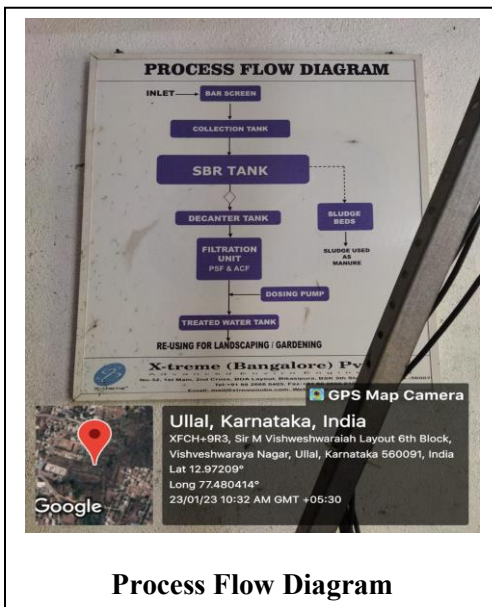 PROCESS FLOW DIAGRAM
INLET
BAR SCREEN
COLLECTION TANK
SBR TANK
DECANTER TANK
SLUDGE BEDS
FILTRATION UNIT
PSF & ACF
SLUDGE USED AS MANURE
DOSING PUMP
TREATED WATER TANK
RE-USING FOR LANDSCAPING / GARDENING
X-treme (Bangalore) Pv
GPS Map Camera
Ullal, Karnataka, India
XFCH+9R3, Sir M Vishweshwaraiah Layout 6th Block,
Vishveshwaraya Nagar, Ullal, Karnataka 560091, India
Lat 12.97209°
Long 77.480414°
23/01/23 10:32 AM GMT +05:30
Google
Process Flow Diagram